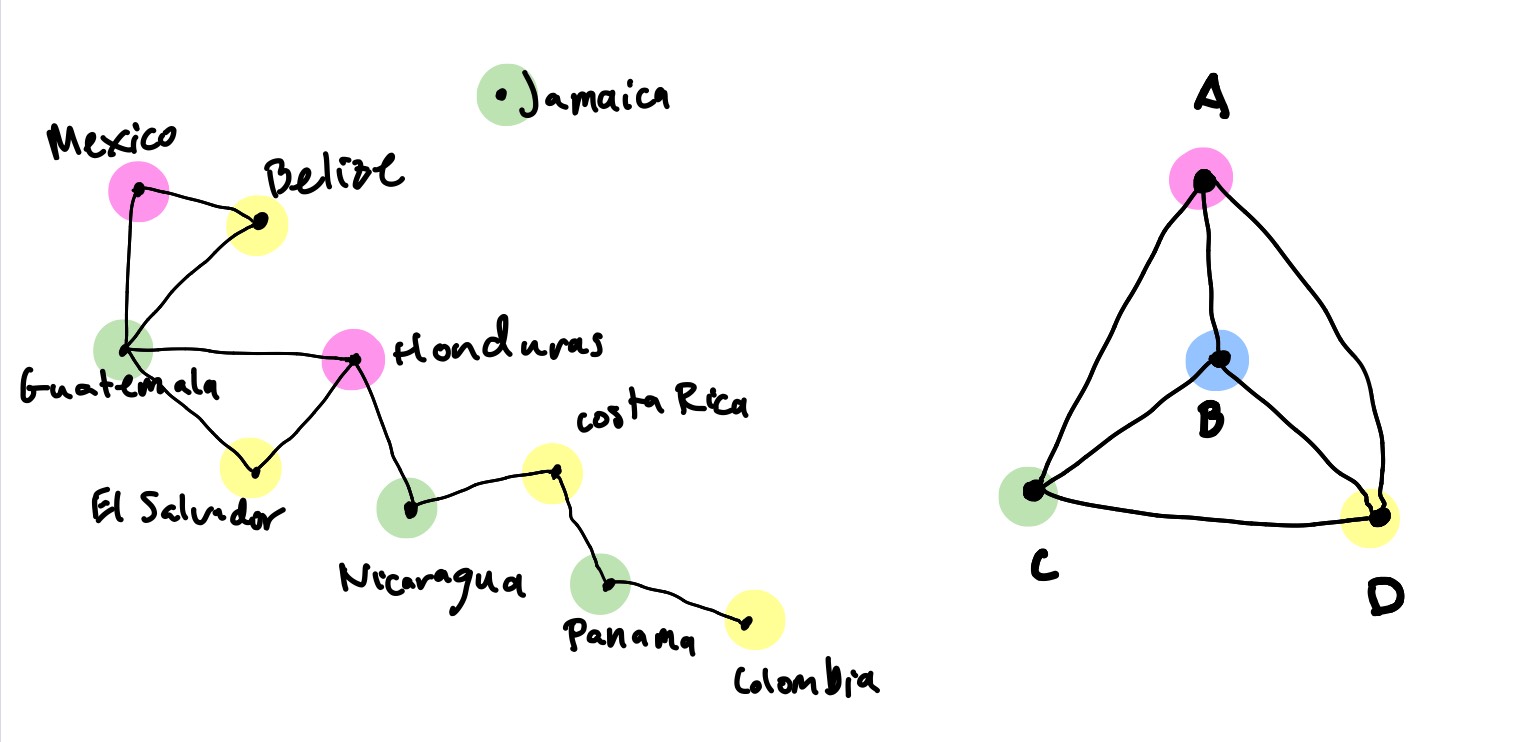 Jamaica
Mexico
Belize
Guatemala
Honduras
costa Rica
El Salvador
Nicaragua
Panama
Colombia
A
B
C
D